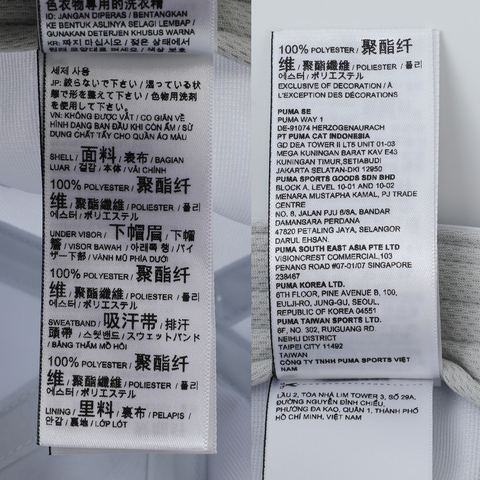 色衣物專用的洗衣精
ID: JANGAN DIPERAS / BENTANGKAN
KE BENTUK ASLINYA SELAGI LEMBAP /
GUNAKAN DETERJEN KHUSUS WARNA
KR: 짜지 마십시오 / 젖은 상태에서
세제 사용
JP: 絞らないで下さい / 湿っている状
態で形を整えて下さい / 色物用洗剤
を使用して下さい。
VN: KHÔNG ĐƯỢC VẮT / CO GIÃN VỀ
HÌNH DẠNG BAN ĐẦU KHI CÒN ẨM / SỬ
DỤNG CHẤT TẨY CHO QUẦN ÁO MÀU
SHELL / 面料 / 表布 / BAGIAN
LUAR / 겉감 / 本体 / VẢI CHÍNH
100% POLYESTER / 聚酯纤
维 / 聚酯纖維 / POLIESTER / 폴리
에스터 / ポリエステル
UNDER VISOR / 下帽眉 / 下帽
簷 / VISOR BAWAH / 아래쪽 챙 / バイ
ザー下部 / VÀNH MŨ PHÍA DƯỚI
100% POLYESTER / 聚酯纤
维 / 聚酯纖維 / POLIESTER / 폴리
에스터 / ポリエステル
SWEATBAND / 吸汗带 / 排汗
頭帶 / 스윗밴드 / スウェットバンド
/ BĂNG THẤM MỒ HÔI
100% POLYESTER / 聚酯纤
维 / 聚酯纖維 / POLIESTER / 폴리
에스터 / ポリエステル
LINING / 里料 / 裏布 / PELAPIS /
안감 / 裏地 / LỚP LÓT
100% POLYESTER / 聚酯纤
维 / 聚酯纖維 / POLIESTER / 폴리
에스터 / ポリエステル
EXCLUSIVE OF DECORATION / À
L'EXCEPTION DES DÉCORATIONS
PUMA SE
PUMA WAY 1
DE-91074 HERZOGENAURACH
PT PUMA CAT INDONESIA
GD DEA TOWER II LT5 UNIT 01-03
MEGA KUNINGAN BARAT KAV E43
KUNINGAN TIMUR,SETIABUDI
JAKARTA SELATAN-DKI 12950
PUMA SPORTS GOODS SDN BHD
BLOCK A, LEVEL 10-01 AND 10-02
MENARA MUSTAPHA KAMAL, PJ TRADE
CENTRE
NO. 8, JALAN PJU 8/8A, BANDAR
DAMANSARA PERDANA
47820 PETALING JAYA, SELANGOR
DARUL EHSAN.
PUMA SOUTH EAST ASIA PTE LTD
VISIONCREST COMMERCIAL,103
PENANG ROAD #07-01/07 SINGAPORE
238467
PUMA KOREA LTD.
6TH FLOOR, PINE AVENUE B, 100,
EULJIRO, JUNG-GU, SEOUL,
REPUBLIC OF KOREA 04551
PUMA TAIWAN SPORTS LTD.
6F, NO. 302, RUIGUANG RD.
NEIHU DISTRICT
TAIPEI CITY 11492
TAIWAN
CÔNG TY TNHH PUMA SPORTS VIỆT
NAM
LẦU 2, TÒA NHÀ LIM TOWER 3, SỐ 29A,
ĐƯỜNG NGUYỄN ĐÌNH CHIỂU,
PHƯỜNG ĐA KAO, QUẬN 1, THÀNH PHỐ
HỒ CHÍ MINH, VIỆT NAM